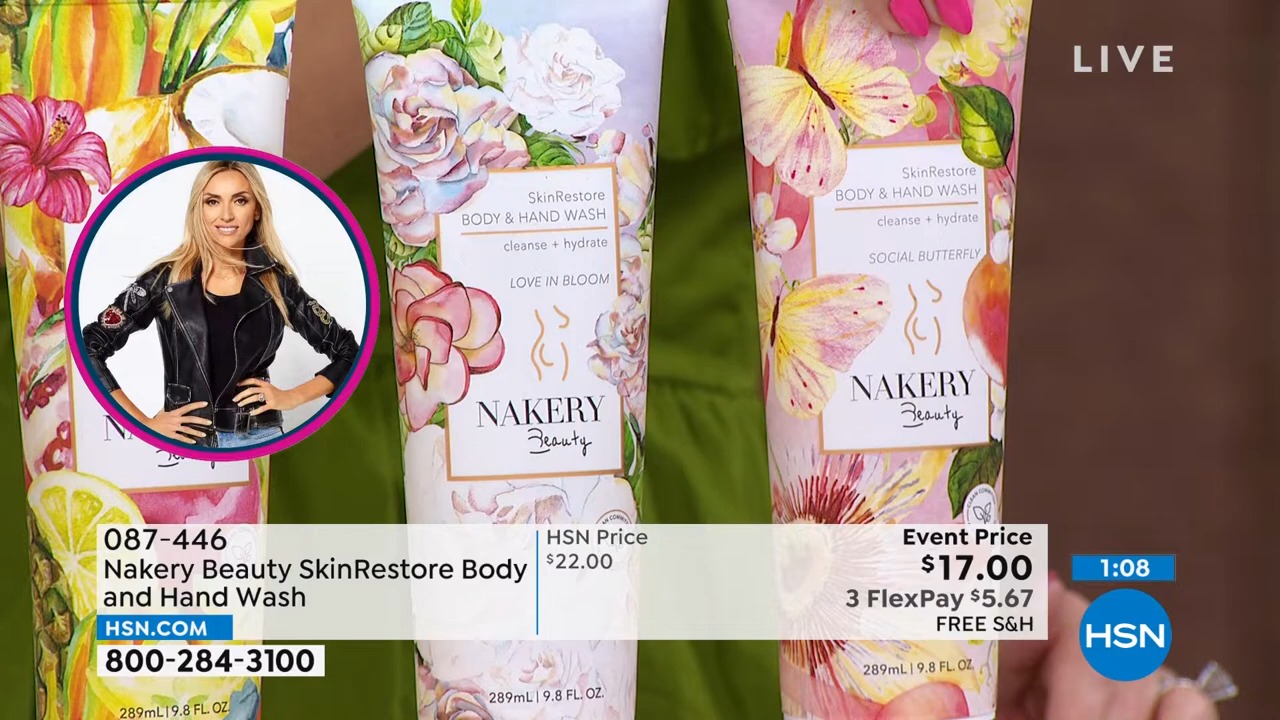 LIVE
SkinRestore
BODY & HAND WASH
cleanse + hydrate
LOVE IN BLOOM
NAKERY
Beauty
289mL | 9.8 FL. OZ.
SkinRestore
BODY & HAND WASH
cleanse + hydrate
SOCIAL BUTTERFLY
NAKERY
Beauty
289mL | 9.8 FL. OZ.
289mL | 9.8 FL. OZ.
087-446
Nakery Beauty SkinRestore Body
and Hand Wash
HSN.COM
800-284-3100
HSN Price
$22.00
Event Price
$17.00
3 FlexPay $5.67
FREE S&H
1:08
HSN